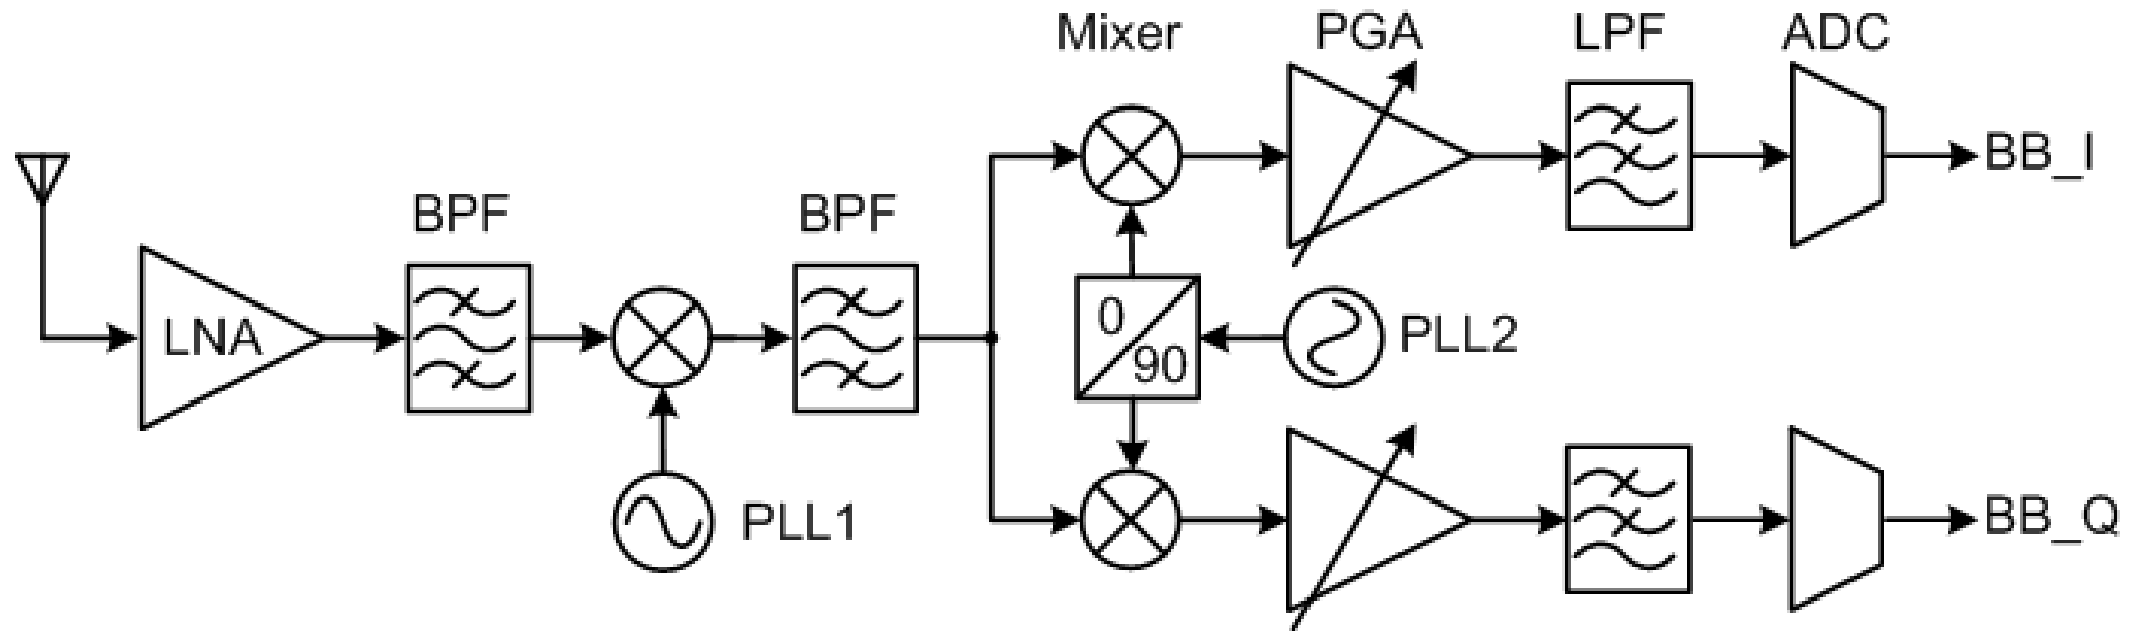 Mixer PGA LPF ADC
BB_I
BPF BPF
LNA
0
90
PLL2
PLL1
BB_Q